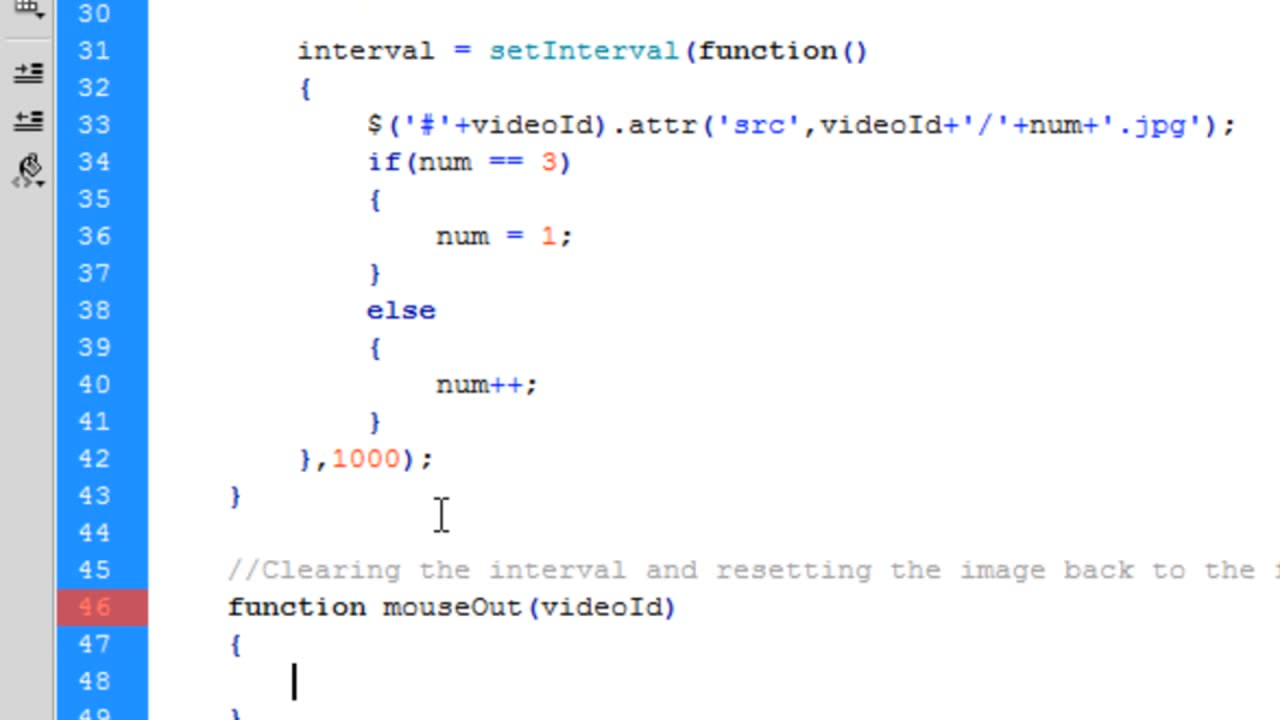 30
31 interval = setInterval(function()
32 {
33 $('#'+videoId).attr('src',videoId+'/'+num+'.jpg');
34 if(num == 3)
35 {
36 num = 1;
37 }
38 else
39 {
40 num++;
41 }
42 },1000);
43 }
44
45 //Clearing the interval and resetting the image back to the
46 function mouseOut(videoId)
47 {
48
49 }